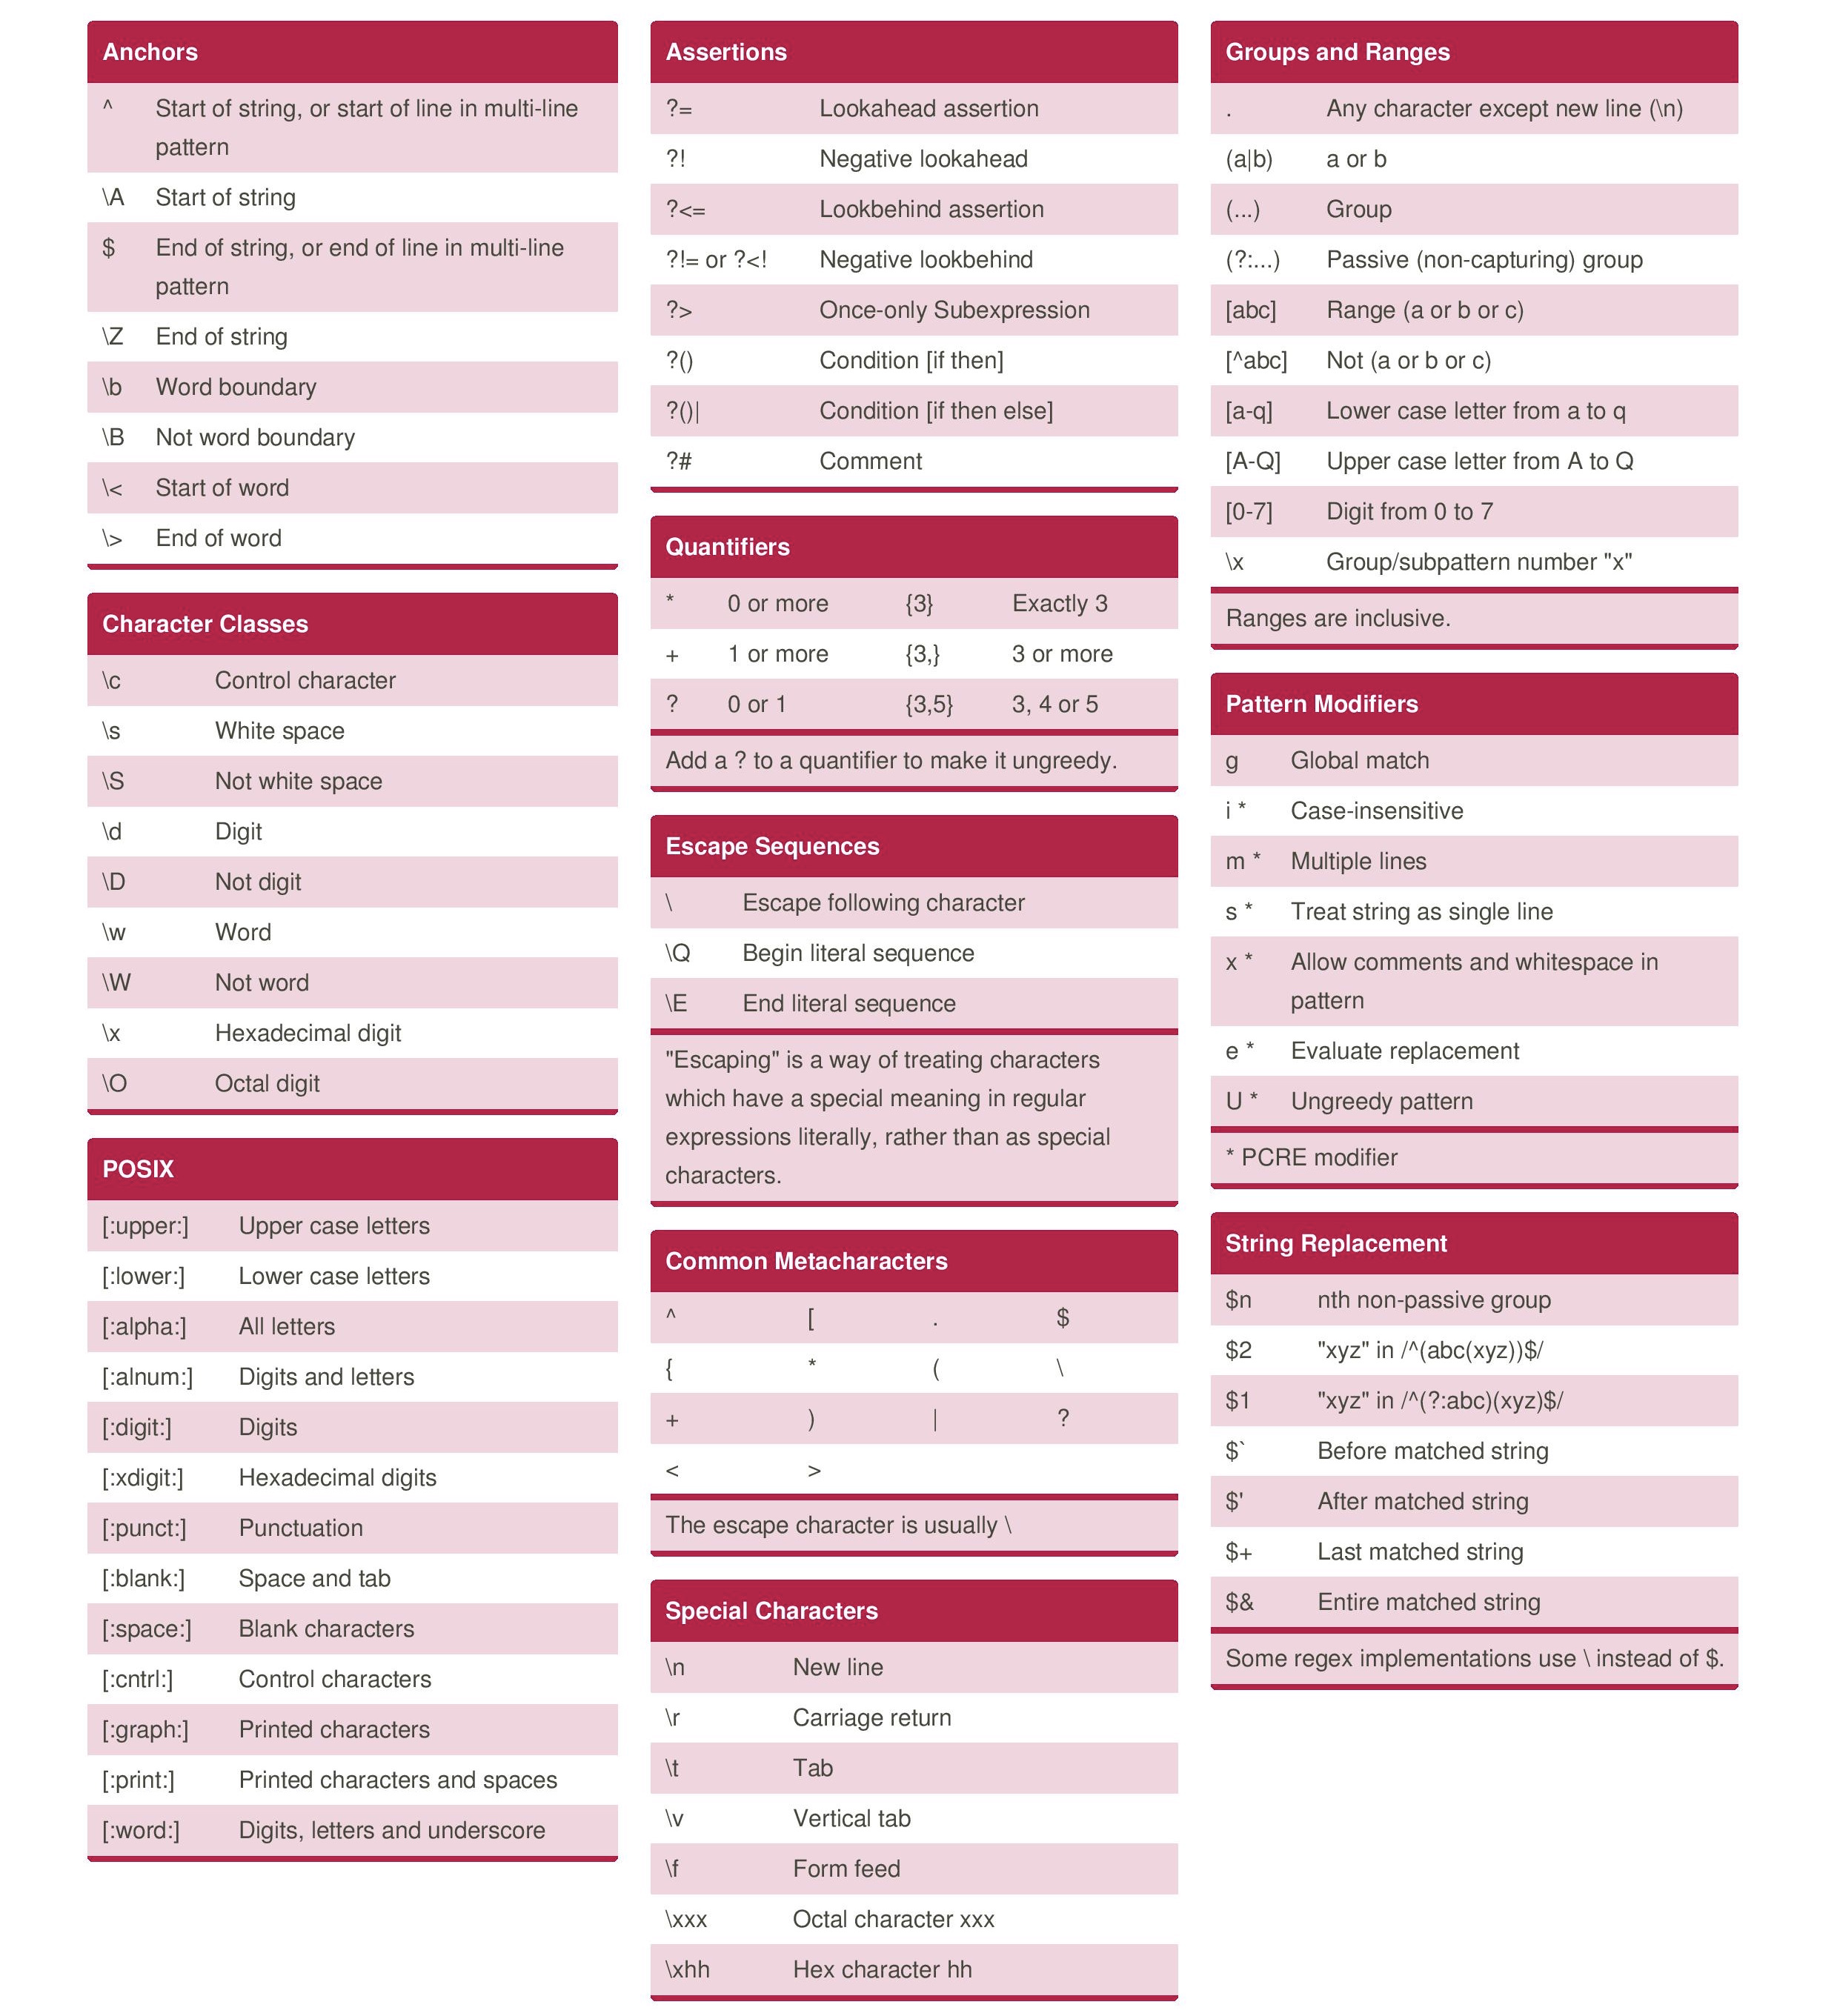 Anchors
^ Start of string, or start of line in multi-line
pattern
\A Start of string
$ End of string, or end of line in multi-line
pattern
\Z End of string
\b Word boundary
\B Not word boundary
\< Start of word
\> End of word
Character Classes
\c Control character
\s White space
\S Not white space
\d Digit
\D Not digit
\w Word
\W Not word
\x Hexadecimal digit
\O Octal digit
POSIX
[:upper:] Upper case letters
[:lower:] Lower case letters
[:alpha:] All letters
[:alnum:] Digits and letters
[:digit:] Digits
[:xdigit:] Hexadecimal digits
[:punct:] Punctuation
[:blank:] Space and tab
[:space:] Blank characters
[:cntrl:] Control characters
[:graph:] Printed characters
[:print:] Printed characters and spaces
[:word:] Digits, letters and underscore
Assertions
?= Lookahead assertion
?! Negative lookahead
?<= Lookbehind assertion
?!= or ?<! Negative lookbehind
?> Once-only Subexpression
?() Condition [if then]
?()| Condition [if then else]
?# Comment
Quantifiers
* 0 or more {3} Exactly 3
+ 1 or more {3,} 3 or more
? 0 or 1 {3,5} 3, 4 or 5
Add a ? to a quantifier to make it ungreedy.
Escape Sequences
\ Escape following character
\Q Begin literal sequence
\E End literal sequence
"Escaping" is a way of treating characters
which have a special meaning in regular
expressions literally, rather than as special
characters.
Common Metacharacters
^ [ . $
{ * ( \
+ ) | ?
< >
The escape character is usually \
Special Characters
\n New line
\r Carriage return
\t Tab
\v Vertical tab
\f Form feed
\xxx Octal character xxx
\xhh Hex character hh
Groups and Ranges
. Any character except new line (\n)
(a|b) a or b
(...) Group
(?:...) Passive (non-capturing) group
[abc] Range (a or b or c)
[^abc] Not (a or b or c)
[a-q] Lower case letter from a to q
[A-Q] Upper case letter from A to Q
[0-7] Digit from 0 to 7
\x Group/subpattern number "x"
Ranges are inclusive.
Pattern Modifiers
g Global match
i * Case-insensitive
m * Multiple lines
s * Treat string as single line
x * Allow comments and whitespace in
pattern
e * Evaluate replacement
U * Ungreedy pattern
* PCRE modifier
String Replacement
$n nth non-passive group
$2 "xyz" in /^(abc(xyz))$/
$1 "xyz" in /^(?:abc)(xyz)$/
$` Before matched string
$' After matched string
$+ Last matched string
$& Entire matched string
Some regex implementations use \ instead of $.